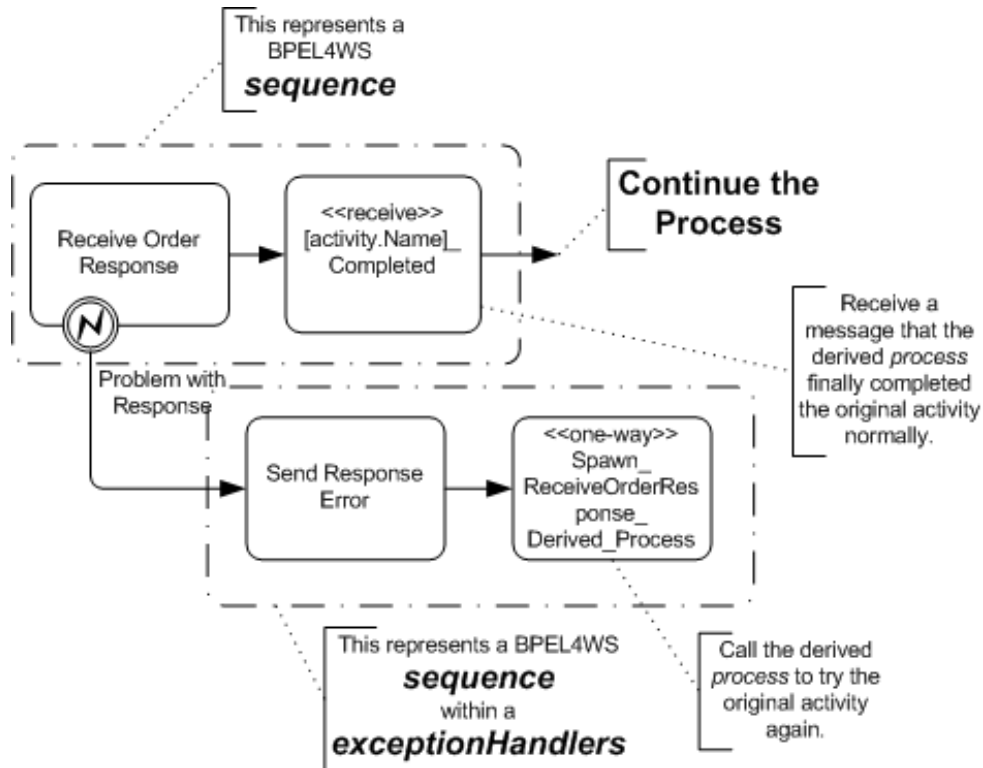 This represents a
BPEL4WS
sequence
Continue the
Process
Receive Order
Response
<<receive>>
[activity.Name]_
Completed
Receive a
message that the
derived process
finally completed
the original activity
normally.
Problem with
Response
Send Response
Error
<<one-way>>
Spawn_
ReceiveOrderRes
ponse_
Derived_Process
This represents a BPEL4WS
sequence
within a
exceptionHandlers
Call the derived
process to try the
original activity
again.